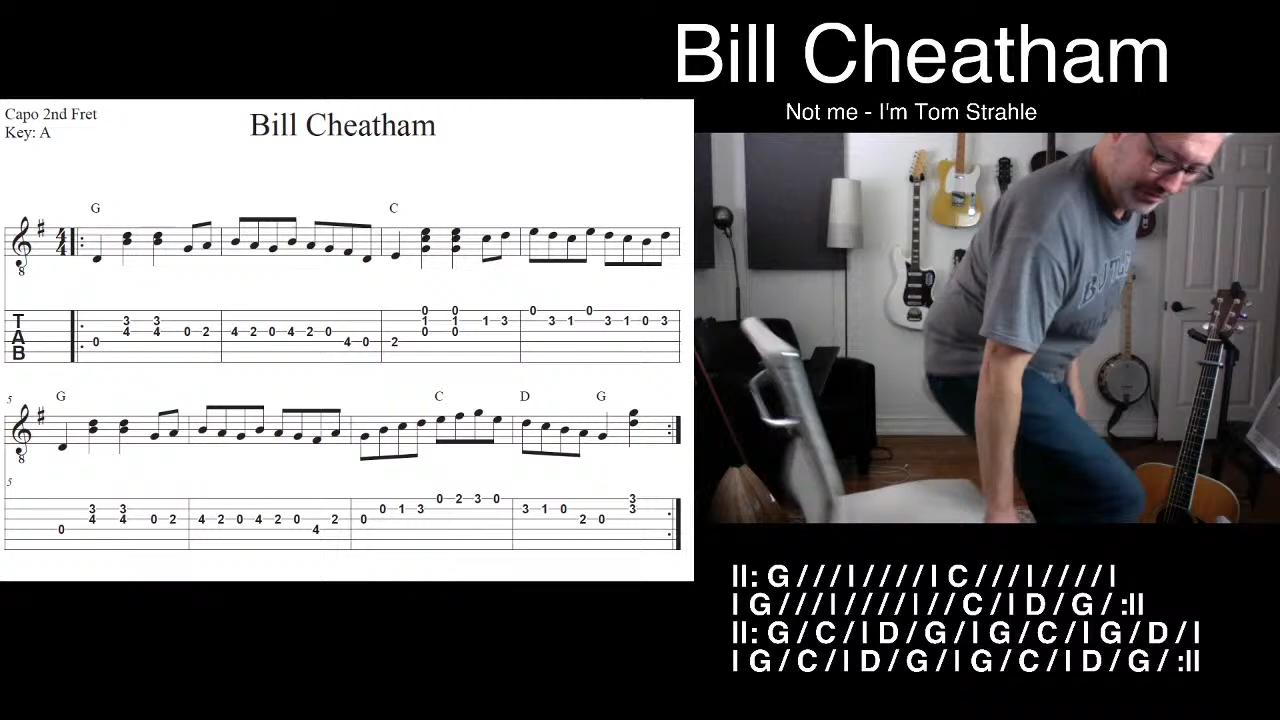 Bill Cheatham
Not me - I'm Tom Strahle
Capo 2nd Fret
Key: A
Bill Cheatham
G C
4 4
8
T A B
0 3 4 3 4 0 2 4 2 0 4 2 0 4 0 2 0 1 0 0 1 0 1 3 0 3 1 0 3 1 0 3
5 G C D G
8
5
0 3 4 3 4 0 2 4 2 0 4 2 0 4 2 0 0 1 3 0 2 3 0 3 1 0 2 0 3 3
ll: G / / / l / / / / l C / / / l / / / / l
l G / / / l / / / / l / / C / l D / G / :ll
ll: G / C / l D / G / l G / C / l G / D / l
l G / C / l D / G / l G / C / l D / G / :ll